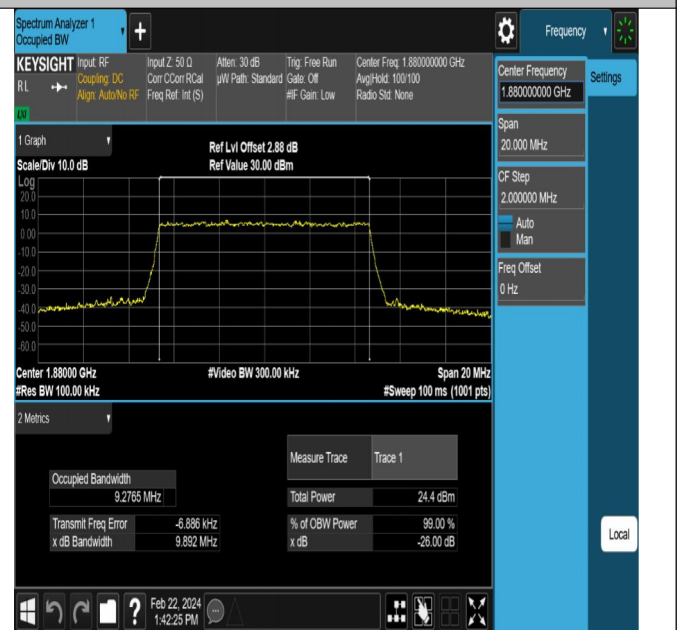 Spectrum Analyzer 1
Occupied BW
Frequency
KEYSIGHT
RL
LXI
Input: RF
Coupling: DC
Align: Auto/No RF
Input Z: 50 Ω
Corr CCorr RCal
Freq Ref: Int (S)
Atten: 30 dB
µW Path: Standard
Trig: Free Run
Gate: Off
#IF Gain: Low
Center Freq: 1.880000000 GHz
Avg|Hold: 100/100
Radio Std: None
Center Frequency
1.880000000 GHz
Settings
Span
20.000 MHz
CF Step
2.000000 MHz
Auto
Man
Freq Offset
0 Hz
1 Graph
Scale/Div 10.0 dB
Ref Lvl Offset 2.88 dB
Ref Value 30.00 dBm
Log
20.0
10.0
0.00
-10.0
-20.0
-30.0
-40.0
-50.0
-60.0
Center 1.88000 GHz
#Video BW 300.00 kHz
Span 20 MHz
#Res BW 100.00 kHz
#Sweep 100 ms (1001 pts)
2 Metrics
Measure Trace
Trace 1
Occupied Bandwidth
9.2765 MHz
Total Power
24.4 dBm
Transmit Freq Error
-6.886 kHz
% of OBW Power
99.00 %
x dB Bandwidth
9.892 MHz
x dB
-26.00 dB
Local
?
Feb 22, 2024
1:42:25 PM